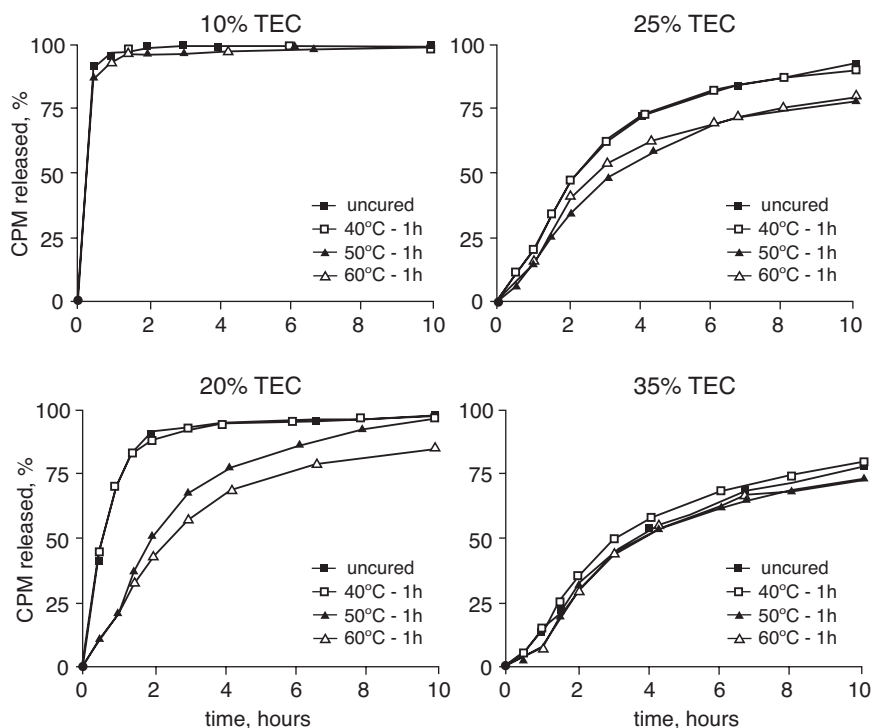 10% TEC
CPM released, %
100
75
50
25
0
0 2 4 6 8 10
uncured
40°C - 1h
50°C - 1h
60°C - 1h
25% TEC
100
75
50
25
0
0 2 4 6 8 10
uncured
40°C - 1h
50°C - 1h
60°C - 1h
20% TEC
CPM released, %
100
75
50
25
0
0 2 4 6 8 10
time, hours
uncured
40°C - 1h
50°C - 1h
60°C - 1h
35% TEC
100
75
50
25
0
0 2 4 6 8 10
time, hours
uncured
40°C - 1h
50°C - 1h
60°C - 1h